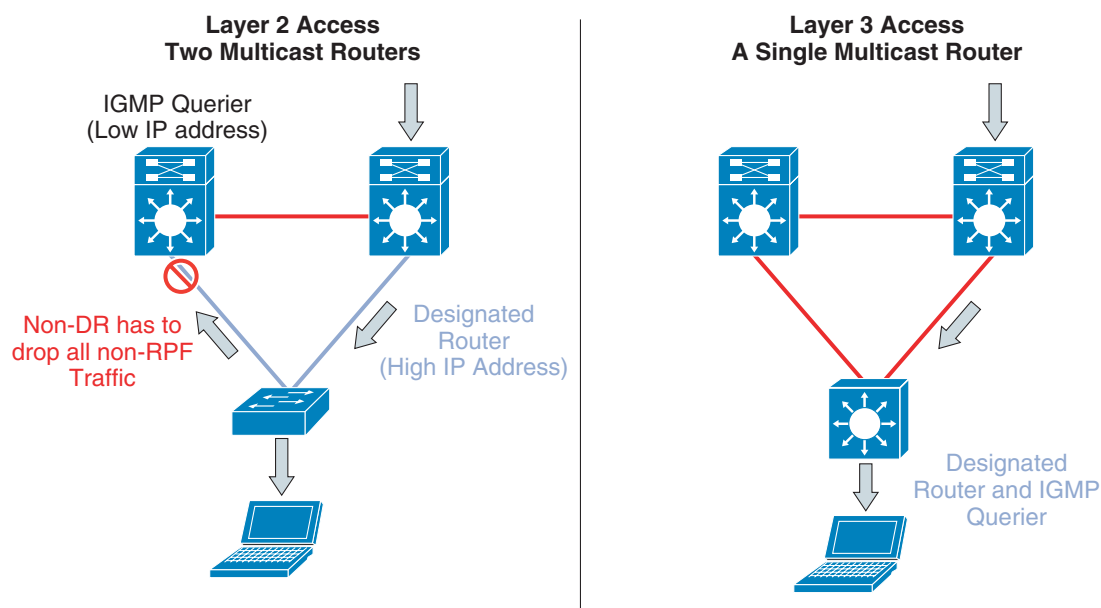 Layer 2 Access
Two Multicast Routers
IGMP Querier
(Low IP address)
Non-DR has to
drop all non-RPF
Traffic
Designated
Router
(High IP Address)
Layer 3 Access
A Single Multicast Router
Designated
Router and IGMP
Querier